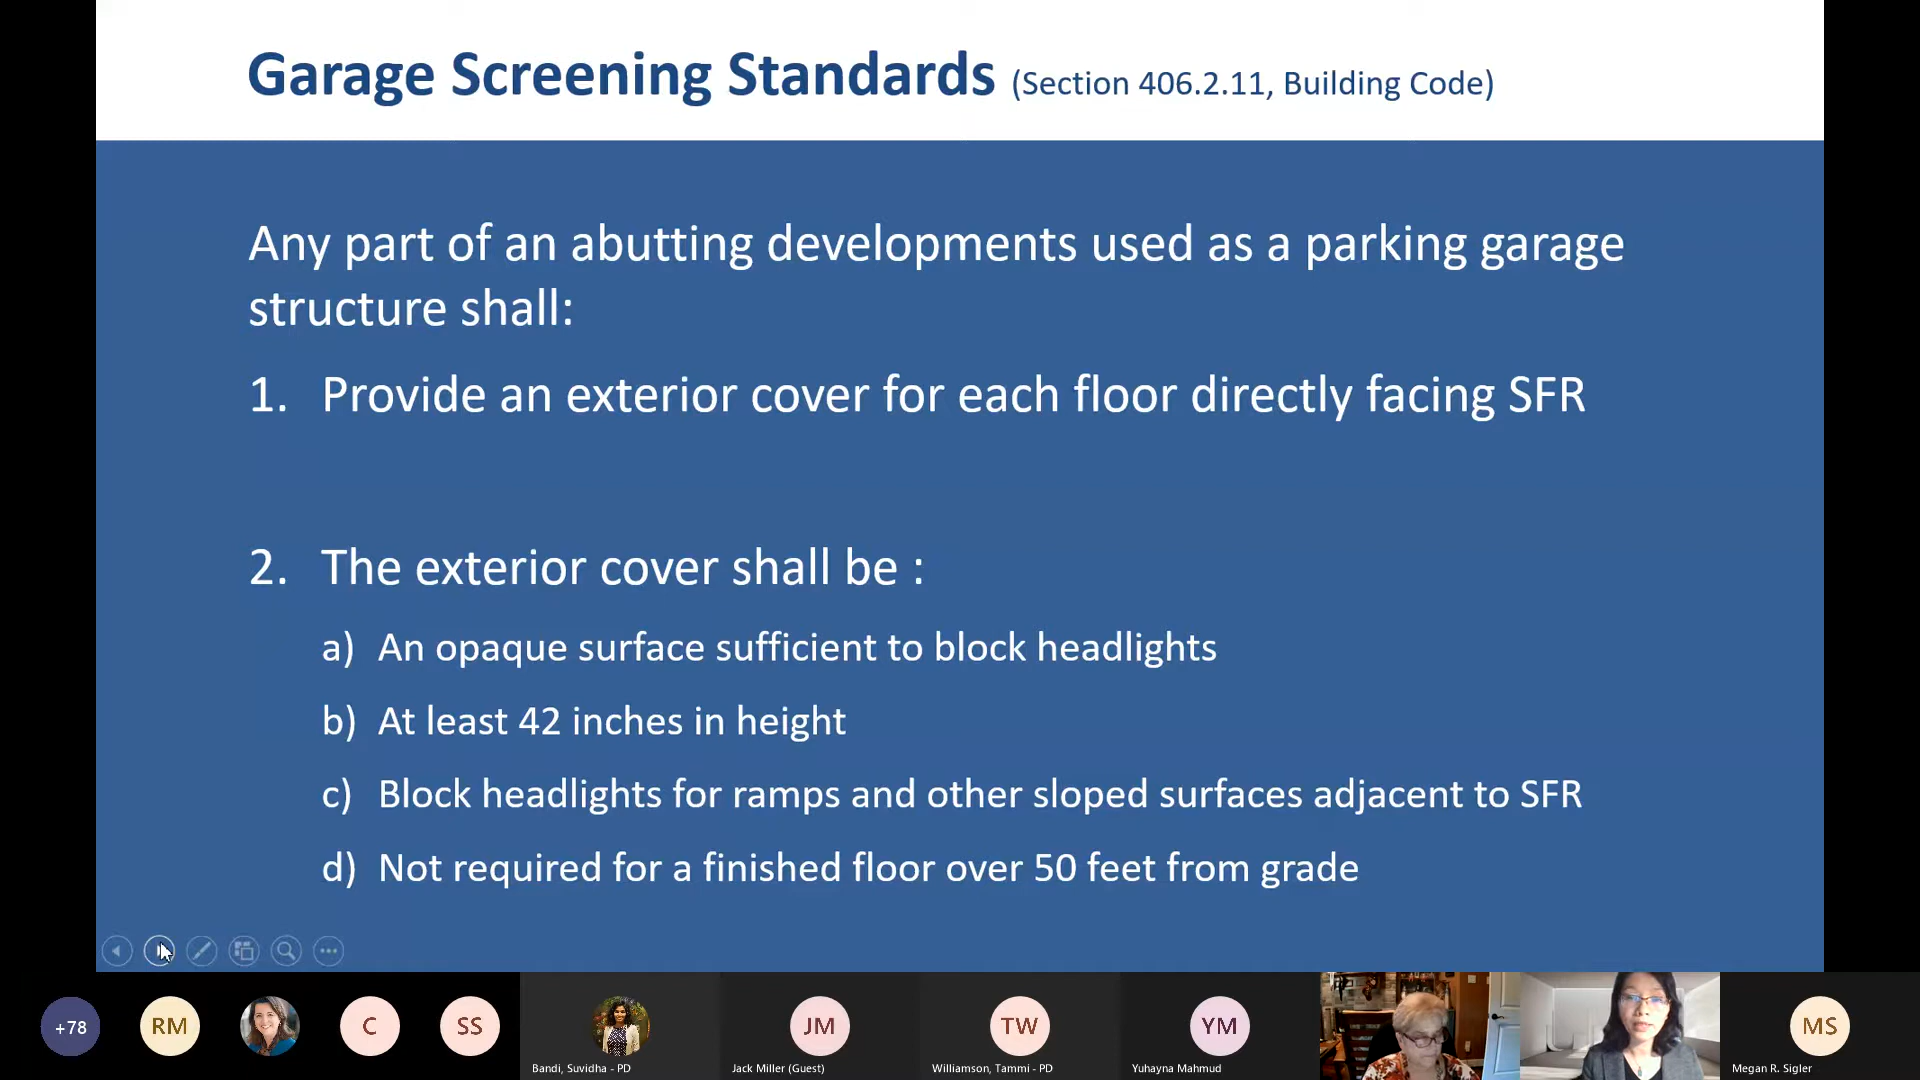 Garage Screening Standards (Section 406.2.11, Building Code)
Any part of an abutting developments used as a parking garage
structure shall:
1. Provide an exterior cover for each floor directly facing SFR
2. The exterior cover shall be :
a) An opaque surface sufficient to block headlights
b) At least 42 inches in height
c) Block headlights for ramps and other sloped surfaces adjacent to SFR
d) Not required for a finished floor over 50 feet from grade
+78
RM
C
SS
JM
TW
YM
MS
Bandi, Suvidha - PD
Jack Miller (Guest)
Williamson, Tammi - PD
Yuhayna Mahmud
Megan R. Sigler